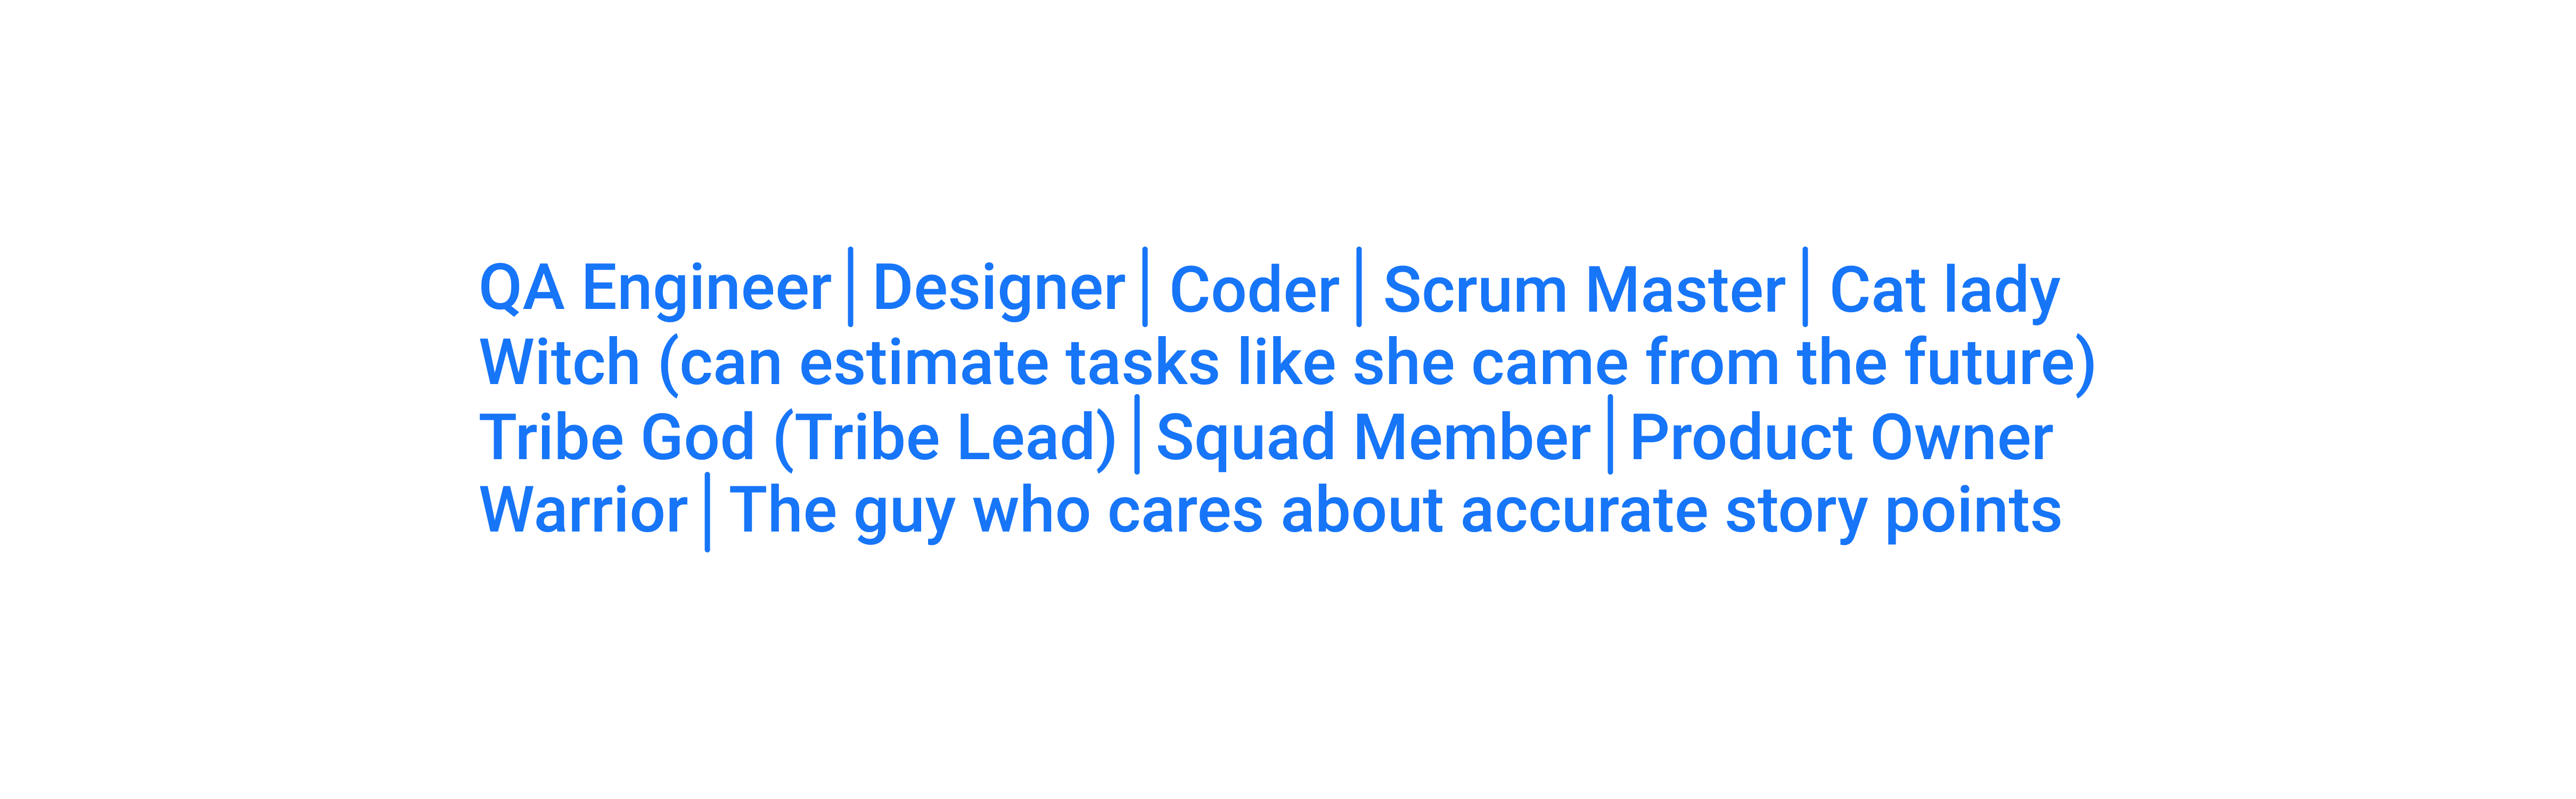 QA Engineer | Designer | Coder | Scrum Master | Cat lady
Witch (can estimate tasks like she came from the future)
Tribe God (Tribe Lead) | Squad Member | Product Owner
Warrior | The guy who cares about accurate story points